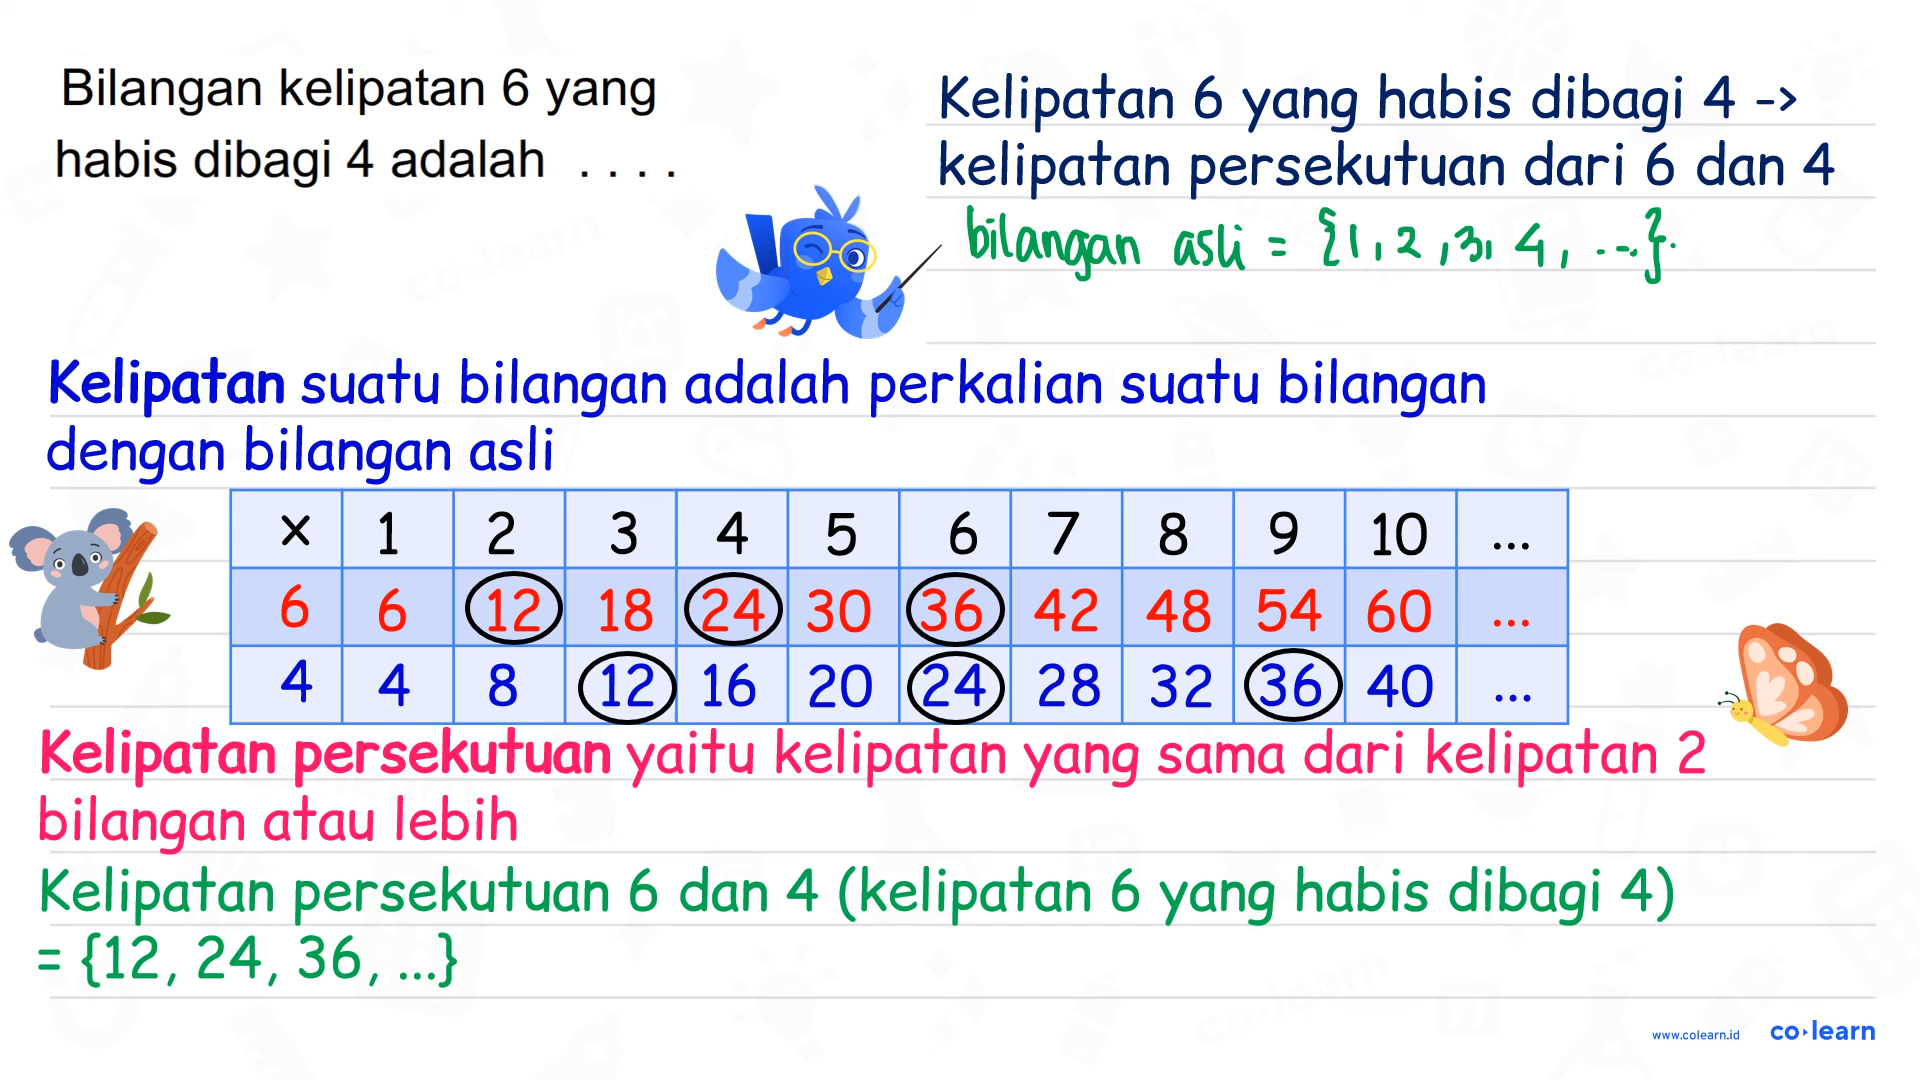 Bilangan kelipatan 6 yang
habis dibagi 4 adalah . . . .
Kelipatan 6 yang habis dibagi 4 ->
kelipatan persekutuan dari 6 dan 4
bilangan asli = {1, 2, 3, 4, ...}.
Kelipatan suatu bilangan adalah perkalian suatu bilangan
dengan bilangan asli
x 1 2 3 4 5 6 7 8 9 10 ...
6 6 12 18 24 30 36 42 48 54 60 ...
4 4 8 12 16 20 24 28 32 36 40 ...
Kelipatan persekutuan yaitu kelipatan yang sama dari kelipatan 2
bilangan atau lebih
Kelipatan persekutuan 6 dan 4 (kelipatan 6 yang habis dibagi 4)
= {12, 24, 36, ...}
www.colearn.id co learn